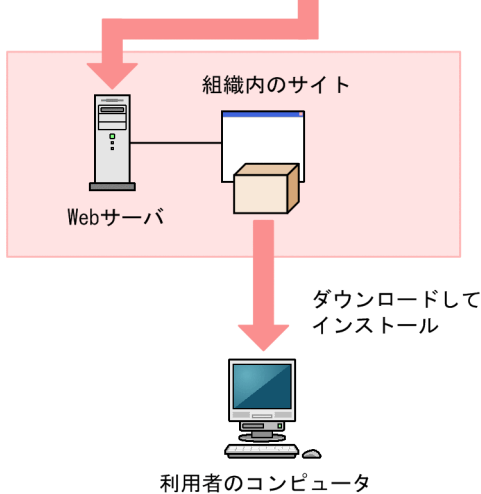 組織内のサイト
Webサーバ
ダウンロードして
インストール
利用者のコンピュータ